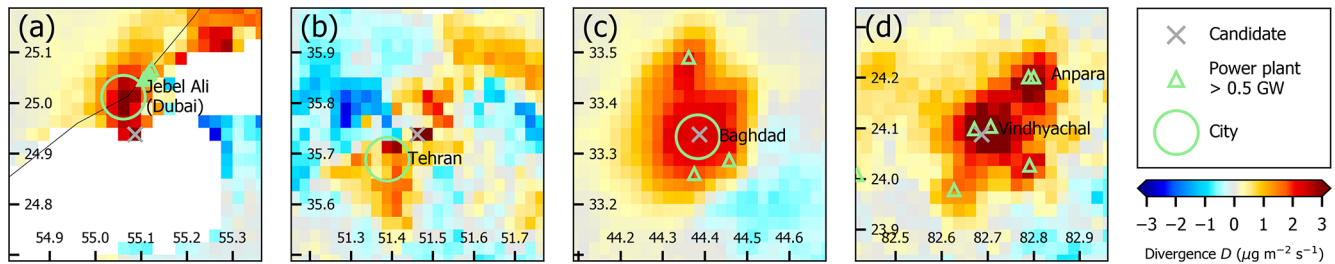 (a)
25.1
25.0
24.9
24.8
54.9 55.0 55.1 55.2 55.3
Jebel Ali
(Dubai)
(b)
35.9
35.8
35.7
35.6
51.3 51.4 51.5 51.6 51.7
Tehran
(c)
33.5
33.4
33.3
33.2
44.2 44.3 44.4 44.5 44.6
Baghdad
(d)
24.2
24.1
24.0
23.9
82.5 82.6 82.7 82.8 82.9
Anpara
Vindhyachal
Candidate
Power plant
> 0.5 GW
City
−3 −2 −1 0 1 2 3
Divergence D (μg m⁻² s⁻¹)